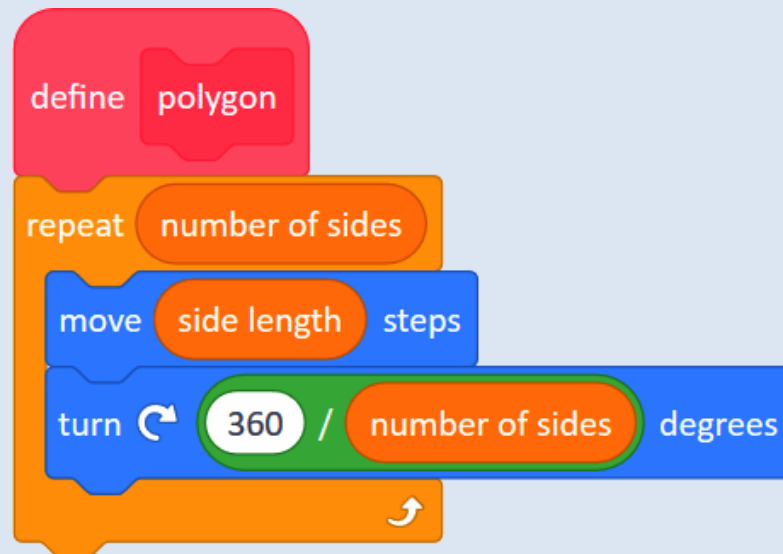 define polygon
repeat number of sides
move side length steps
turn 360 / number of sides degrees